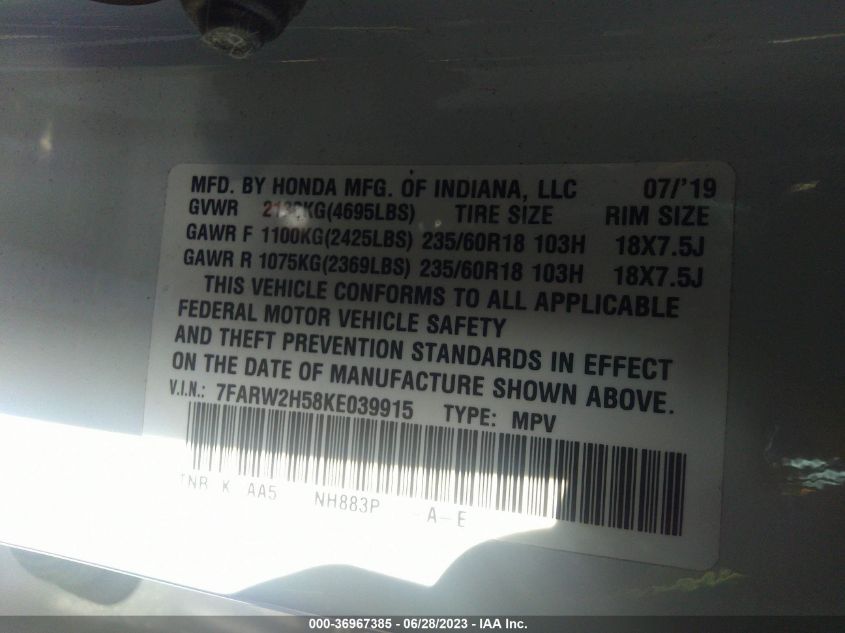 MFD. BY HONDA MFG. OF INDIANA, LLC 07/'19
GVWR 2130KG(4695LBS) TIRE SIZE RIM SIZE
GAWR F 1100KG(2425LBS) 235/60R18 103H 18X7.5J
GAWR R 1075KG(2369LBS) 235/60R18 103H 18X7.5J
THIS VEHICLE CONFORMS TO ALL APPLICABLE
FEDERAL MOTOR VEHICLE SAFETY
AND THEFT PREVENTION STANDARDS IN EFFECT
ON THE DATE OF MANUFACTURE SHOWN ABOVE.
V.I.N.: 7FARW2H58KE039915 TYPE: MPV
TNR K AA5 NH883P -A-E
000-36967385 - 06/28/2023 - IAA Inc.